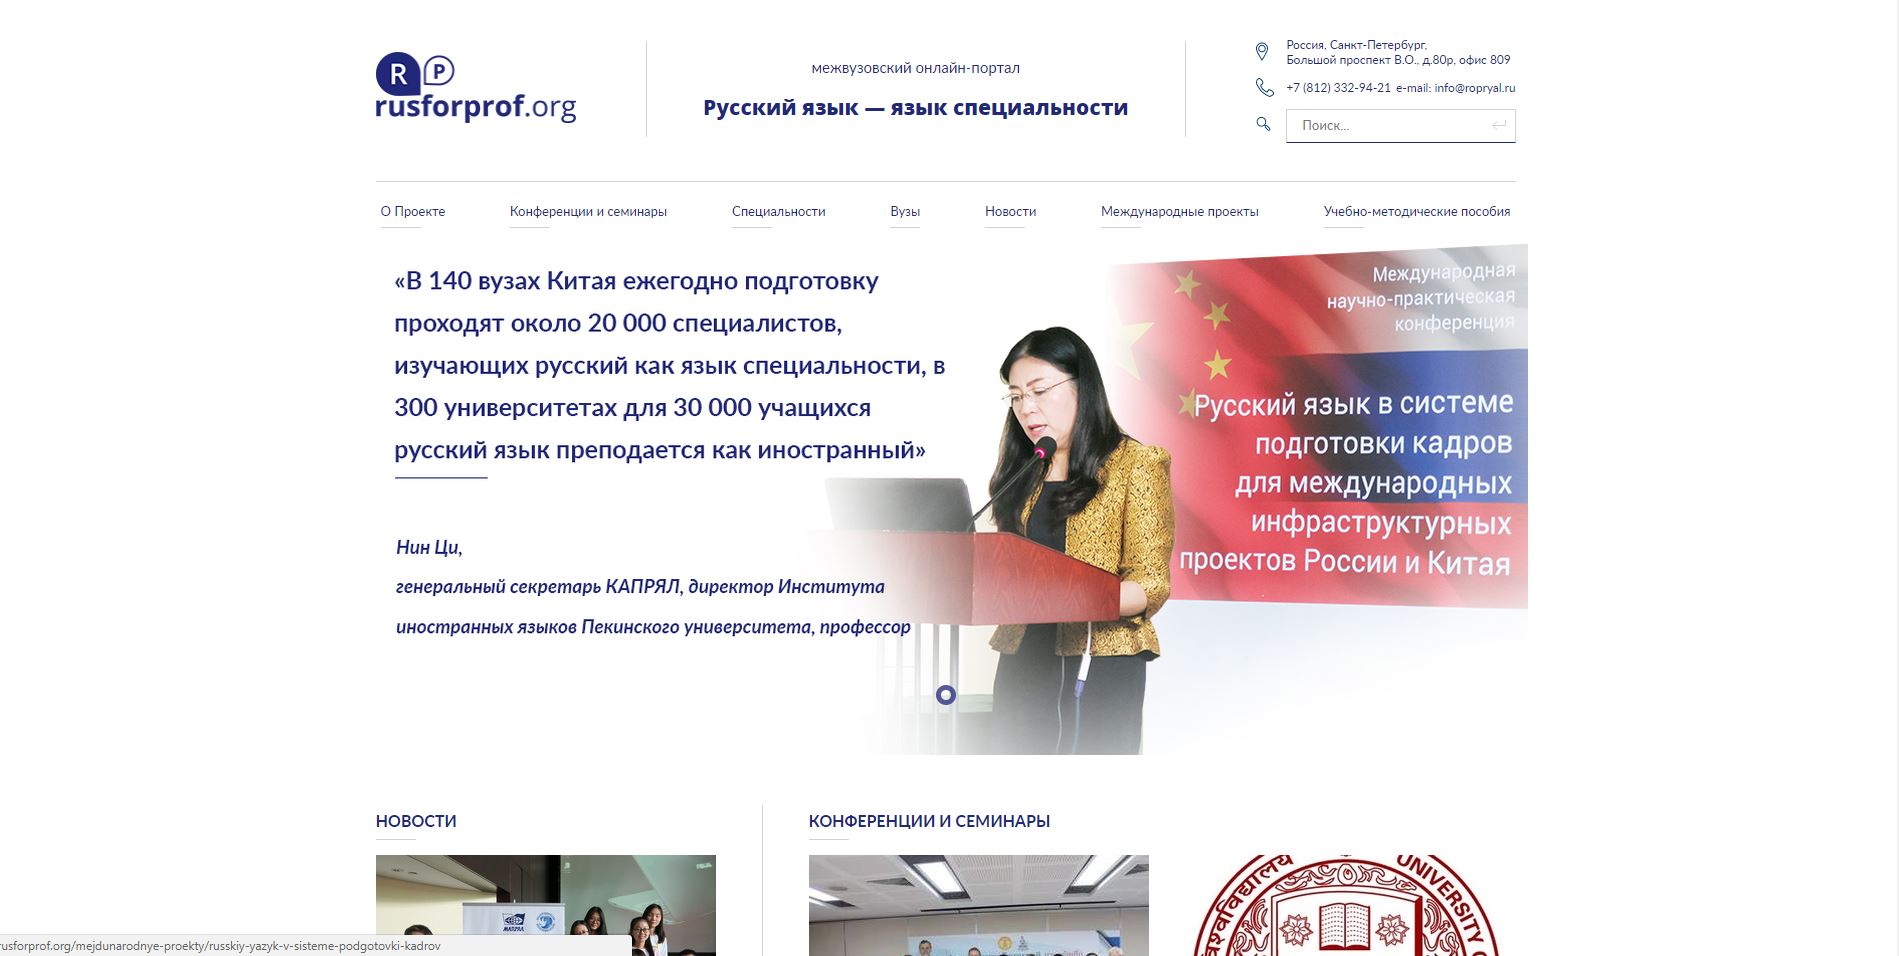 R P
rusforprof.org
межвузовский онлайн-портал
Русский язык — язык специальности
Россия, Санкт-Петербург,
Большой проспект В.О., д.80р, офис 809
+7 (812) 332-94-21 e-mail: info@ropryal.ru
Поиск...
О Проекте
Конференции и семинары
Специальности
Вузы
Новости
Международные проекты
Учебно-методические пособия
«В 140 вузах Китая ежегодно подготовку
проходят около 20 000 специалистов,
изучающих русский как язык специальности, в
300 университетах для 30 000 учащихся
русский язык преподается как иностранный»
Нин Ци,
генеральный секретарь КАПРЯЛ, директор Института
иностранных языков Пекинского университета, профессор
Международная
научно-практическая
конференция
Русский язык в системе
подготовки кадров
для международных
инфраструктурных
проектов России и Китая
НОВОСТИ
КОНФЕРЕНЦИИ И СЕМИНАРЫ
МАПРЯЛ
विश्वविद्यालय
UNIVERSITY
rusforprof.org/mejdunarodnye-proekty/russkiy-yazyk-v-sisteme-podgotovki-kadrov